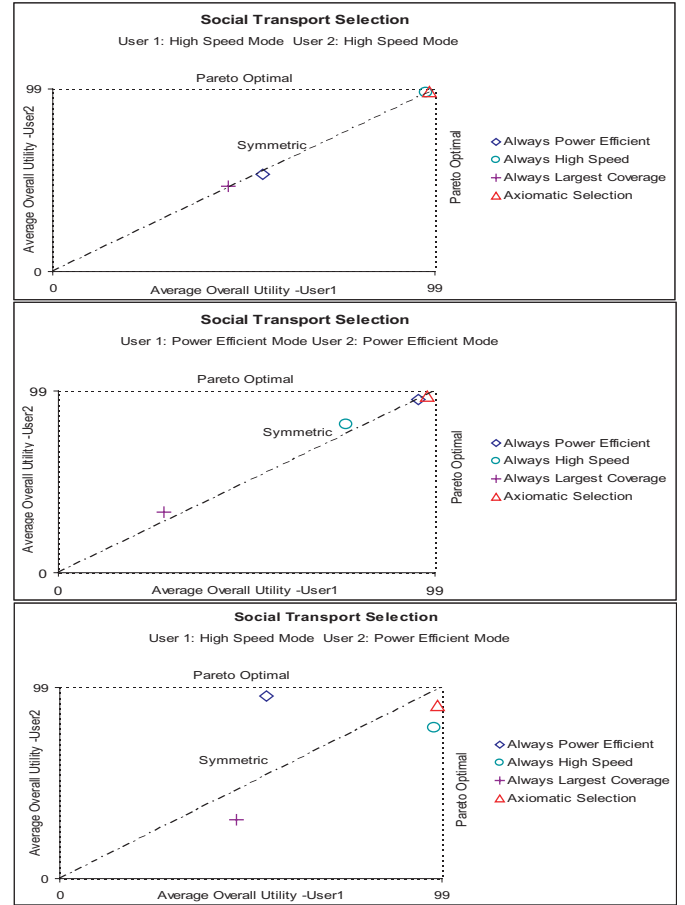 Social Transport Selection
User 1: High Speed Mode  User 2: High Speed Mode
Pareto Optimal
99
Symmetric
Average Overall Utility -User2
Pareto Optimal
Always Power Efficient
Always High Speed
Always Largest Coverage
Axiomatic Selection
0
0
Average Overall Utility -User1
99
Social Transport Selection
User 1: Power Efficient Mode User 2: Power Efficient Mode
Pareto Optimal
99
Symmetric
Average Overall Utility -User2
Pareto Optimal
Always Power Efficient
Always High Speed
Always Largest Coverage
Axiomatic Selection
0
0
Average Overall Utility -User1
99
Social Transport Selection
User 1: High Speed Mode  User 2: Power Efficient Mode
Pareto Optimal
99
Symmetric
Average Overall Utility -User2
Pareto Optimal
Always Power Efficient
Always High Speed
Always Largest Coverage
Axiomatic Selection
0
0
Average Overall Utility -User1
99